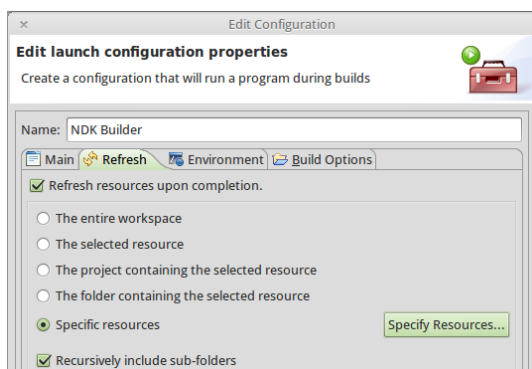 Edit Configuration
Edit launch configuration properties
Create a configuration that will run a program during builds
Name: NDK Builder
Main Refresh Environment Build Options
Refresh resources upon completion.
The entire workspace
The selected resource
The project containing the selected resource
The folder containing the selected resource
Specific resources Specify Resources...
Recursively include sub-folders